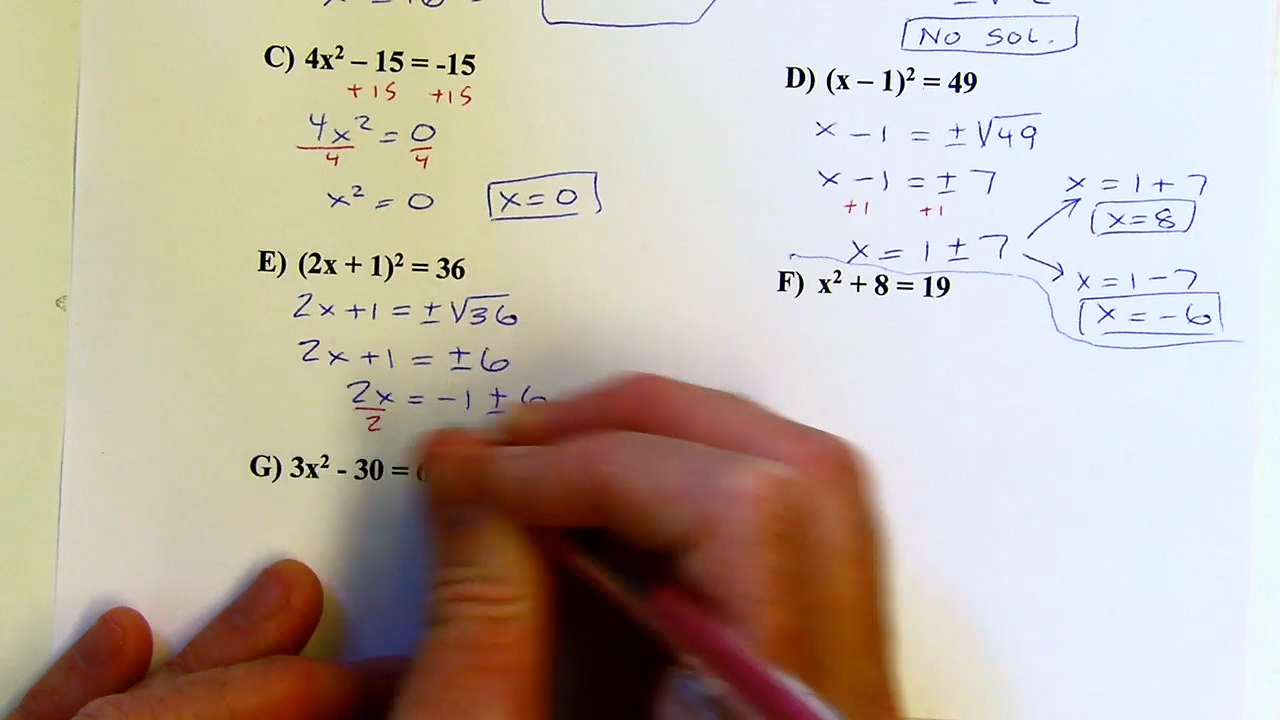 NO SOL.
C) 4x² – 15 = -15
+15 +15
4x² = 0
4 4
x² = 0 x = 0
D) (x – 1)² = 49
x – 1 = ±√49
x – 1 = ± 7
+1 +1
x = 1 ± 7
x = 1 + 7
x = 8
x = 1 – 7
x = – 6
E) (2x + 1)² = 36
2x + 1 = ±√36
2x + 1 = ± 6
2x = -1 ± 6
2
F) x² + 8 = 19
G) 3x² - 30 =